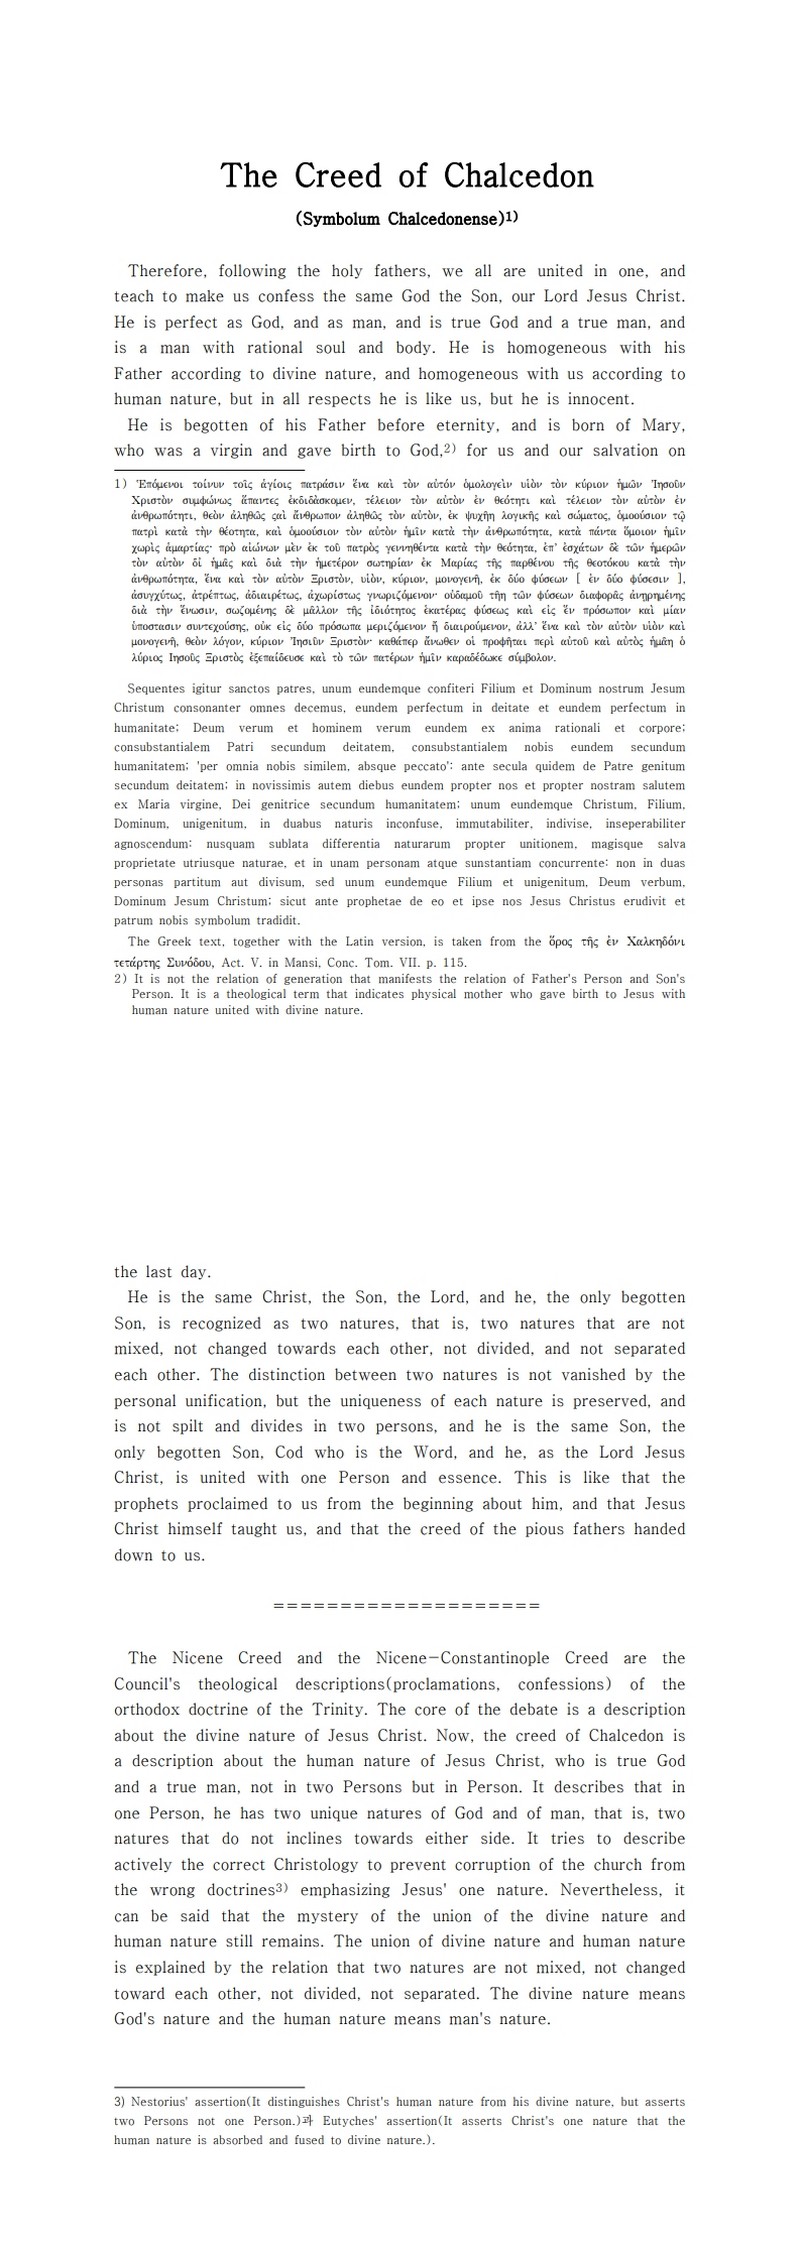 The Creed of Chalcedon
(Symbolum Chalcedonense)1)
Therefore, following the holy fathers, we all are united in one, and
teach to make us confess the same God the Son, our Lord Jesus Christ.
He is perfect as God, and as man, and is true God and a true man, and
is a man with rational soul and body. He is homogeneous with his
Father according to divine nature, and homogeneous with us according to
human nature, but in all respects he is like us, but he is innocent.
He is begotten of his Father before eternity, and is born of Mary,
who was a virgin and gave birth to God,2) for us and our salvation on
1) Ἑπόμενοι τοίνυν τοῖς ἁγίοις πατράσιν ἕνα καὶ τὸν αὐτόν ὁμολογεὶν υἱὸν τὸν κύριον ἡμῶν Ἰησοῦν
Χριστὸν συμφώνως ἅπαντες ἐκδιδάσκομεν, τέλειον τὸν αὐτὸν ἐν θεότητι καὶ τέλειον τὸν αὐτὸν ἐν
ἀνθρωπότητι, θεὸν ἀληθῶς ςαὶ ἄνθρωπον ἀληθῶς τὸν αὐτὸν, ἐκ ψυχῆη λογικῆς καὶ σώματος, ὁμοούσιον τῷ
πατρὶ κατὰ τὴν θέοτητα, καὶ ὁμοούσιον τὸν αὐτὸν ἡμῖν κατὰ τὴν ἀνθρωπότητα, κατὰ πάντα ὅμοιον ἡμῖν
χωρὶς ἁμαρτίας· πρὸ αἰώνων μὲν ἐκ τοῦ πατρὸς γεννηθέντα κατὰ τὴν θεότητα, ἐπ' ἐσχάτων δὲ τῶν ἡμερῶν
τὸν αὐτὸν δἰ ἡμᾶς καὶ διὰ τὴν ἡμετέρον σωτηρίαν ἐκ Μαρίας τῆς παρθένου τῆς θεοτόκου κατὰ τὴν
ἀνθρωπότητα, ἕνα καὶ τὸν αὐτὸν Ξριστὸν, υἱὸν, κύριον, μονογενῆ, ἐκ δύο φύσεων [ ἐν δύο φύσεσιν ],
ἀσυγχύτως, ἀτρέπτως, ἀδιαιρέτως, ἀχωρίστως γνωριζόμενον· οὐδαμοῦ τῆη τῶν φύσεων διαφορᾶς ἀνῃρημένης
διὰ τὴν ἕνωσιν, σωζομένης δὲ μᾶλλον τῆς ἰδιότητος ἑκατέρας φύσεως καὶ εἰς ἓν πρόσωπον καὶ μίαν
ὑποστασιν συντεχούσης, οὐκ εἰς δύο πρόσωπα μεριζόμενον ἤ διαιρούμενον, ἀλλ' ἕνα καὶ τὸν αὐτὸν υἱὸν καὶ
μονογενῆ, θεὸν λόγον, κύριον Ἰησιῦν Ξριστὸν· καθάπερ ἄνωθεν οἱ προφῆται περὶ αὐτοῦ καὶ αὐτὸς ἡμᾶη ὁ
λύριος Ιησοῦς Ξριστὸς ἐξεπαίδευσε καὶ τὸ τῶν πατέρων ἡμῖν καραδέδωκε σύμβολον.
Sequentes igitur sanctos patres, unum eundemque confiteri Filium et Dominum nostrum Jesum
Christum consonanter omnes decemus, eundem perfectum in deitate et eundem perfectum in
humanitate; Deum verum et hominem verum eundem ex anima rationali et corpore;
consubstantialem Patri secundum deitatem, consubstantialem nobis eundem secundum
humanitatem; 'per omnia nobis similem, absque peccato': ante secula quidem de Patre genitum
secundum deitatem; in novissimis autem diebus eundem propter nos et propter nostram salutem
ex Maria virgine, Dei genitrice secundum humanitatem; unum eundemque Christum, Filium,
Dominum, unigenitum, in duabus naturis inconfuse, immutabiliter, indivise, inseperabiliter
agnoscendum: nusquam sublata differentia naturarum propter unitionem, magisque salva
proprietate utriusque naturae, et in unam personam atque sunstantiam concurrente: non in duas
personas partitum aut divisum, sed unum eundemque Filium et unigenitum, Deum verbum,
Dominum Jesum Christum; sicut ante prophetae de eo et ipse nos Jesus Christus erudivit et
patrum nobis symbolum tradidit.
The Greek text, together with the Latin version, is taken from the ὅρος τῆς ἐν Χαλκηδόνι
τετάρτης Συνόδου, Act. V. in Mansi, Conc. Tom. VII. p. 115.
2) It is not the relation of generation that manifests the relation of Father's Person and Son's
Person. It is a theological term that indicates physical mother who gave birth to Jesus with
human nature united with divine nature.
the last day.
He is the same Christ, the Son, the Lord, and he, the only begotten
Son, is recognized as two natures, that is, two natures that are not
mixed, not changed towards each other, not divided, and not separated
each other. The distinction between two natures is not vanished by the
personal unification, but the uniqueness of each nature is preserved, and
is not spilt and divides in two persons, and he is the same Son, the
only begotten Son, Cod who is the Word, and he, as the Lord Jesus
Christ, is united with one Person and essence. This is like that the
prophets proclaimed to us from the beginning about him, and that Jesus
Christ himself taught us, and that the creed of the pious fathers handed
down to us.
====================
The Nicene Creed and the Nicene-Constantinople Creed are the
Council's theological descriptions(proclamations, confessions) of the
orthodox doctrine of the Trinity. The core of the debate is a description
about the divine nature of Jesus Christ. Now, the creed of Chalcedon is
a description about the human nature of Jesus Christ, who is true God
and a true man, not in two Persons but in Person. It describes that in
one Person, he has two unique natures of God and of man, that is, two
natures that do not inclines towards either side. It tries to describe
actively the correct Christology to prevent corruption of the church from
the wrong doctrines3) emphasizing Jesus' one nature. Nevertheless, it
can be said that the mystery of the union of the divine nature and
human nature still remains. The union of divine nature and human nature
is explained by the relation that two natures are not mixed, not changed
toward each other, not divided, not separated. The divine nature means
God's nature and the human nature means man's nature.
3) Nestorius' assertion(It distinguishes Christ's human nature from his divine nature, but asserts
two Persons not one Person.)과 Eutyches' assertion(It asserts Christ's one nature that the
human nature is absorbed and fused to divine nature.).